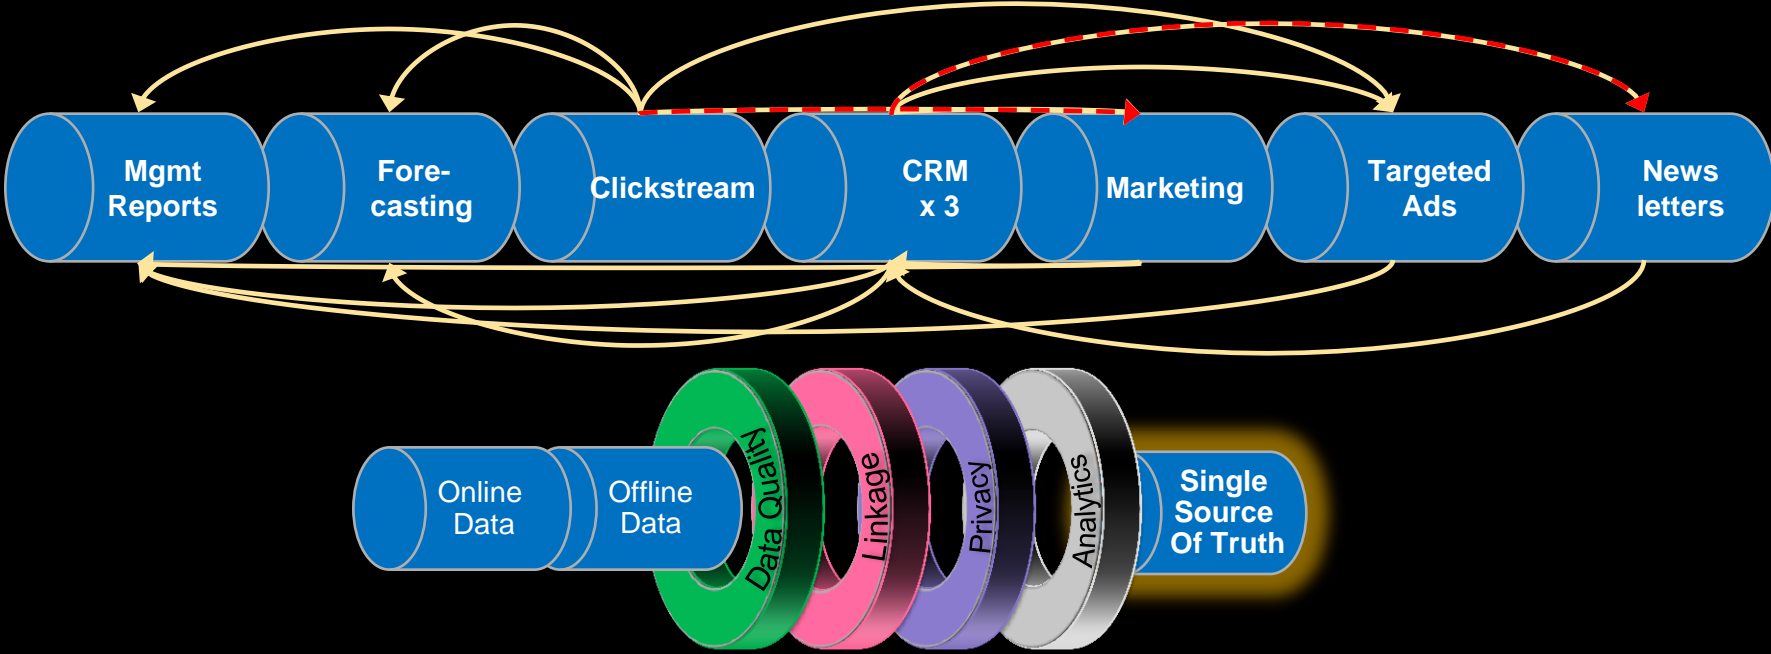 Mgmt
Reports
Fore-
casting
Clickstream
CRM
x 3
Marketing
Targeted
Ads
News
letters
Online
Data
Offline
Data
Data Quality
Linkage
Privacy
Analytics
Single
Source
Of Truth